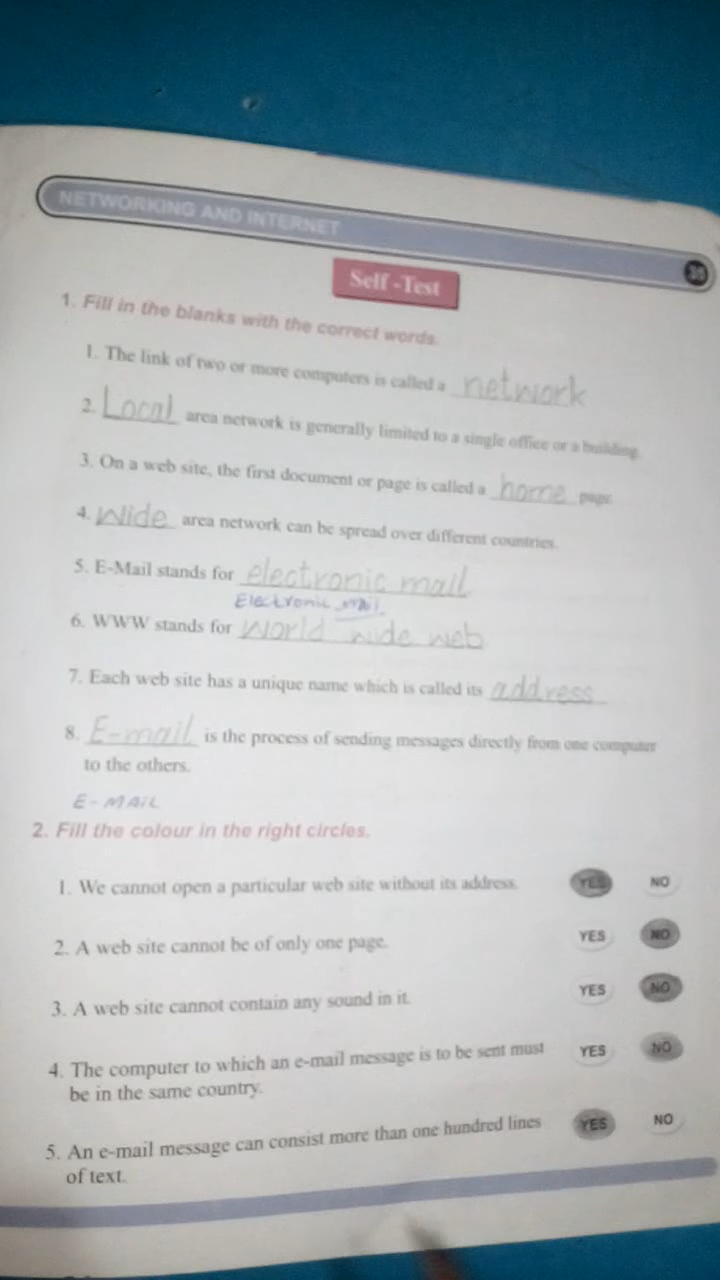 NETWORKING AND INTERNET 35
Self -Test
1. Fill in the blanks with the correct words.
1. The link of two or more computers is called a network
2. Local area network is generally limited to a single office or a building.
3. On a web site, the first document or page is called a home page.
4. Wide area network can be spread over different countries.
5. E-Mail stands for electronic mail
Electronic mail
6. WWW stands for world wide web
7. Each web site has a unique name which is called its address
8. E-mail is the process of sending messages directly from one computer
to the others.
E-MAIL
2. Fill the colour in the right circles.
1. We cannot open a particular web site without its address. YES NO
2. A web site cannot be of only one page. YES NO
3. A web site cannot contain any sound in it. YES NO
4. The computer to which an e-mail message is to be sent must YES NO
be in the same country.
5. An e-mail message can consist more than one hundred lines YES NO
of text.